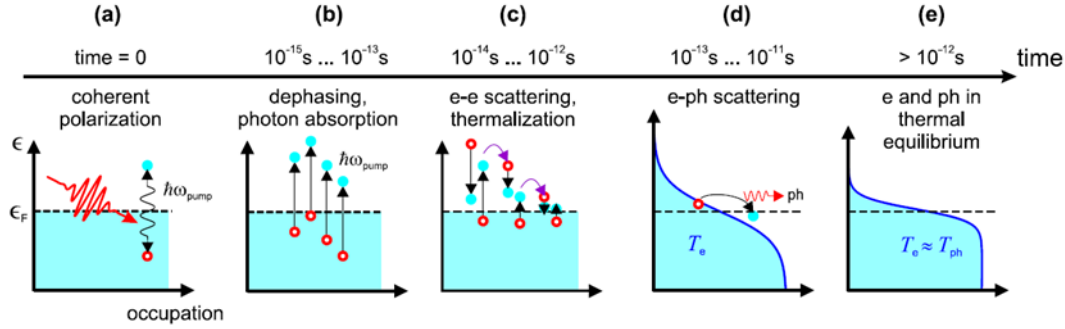 (a) (b) (c) (d) (e)
time = 0 10⁻¹⁵s ... 10⁻¹³s 10⁻¹⁴s ... 10⁻¹²s 10⁻¹³s ... 10⁻¹¹s > 10⁻¹²s time
coherent
polarization
dephasing,
photon absorption
e-e scattering,
thermalization
e-ph scattering
e and ph in
thermal
equilibrium
ϵ
ħω_pump
ϵ_F
occupation
ħω_pump
ph
T_e
T_e ≈ T_ph